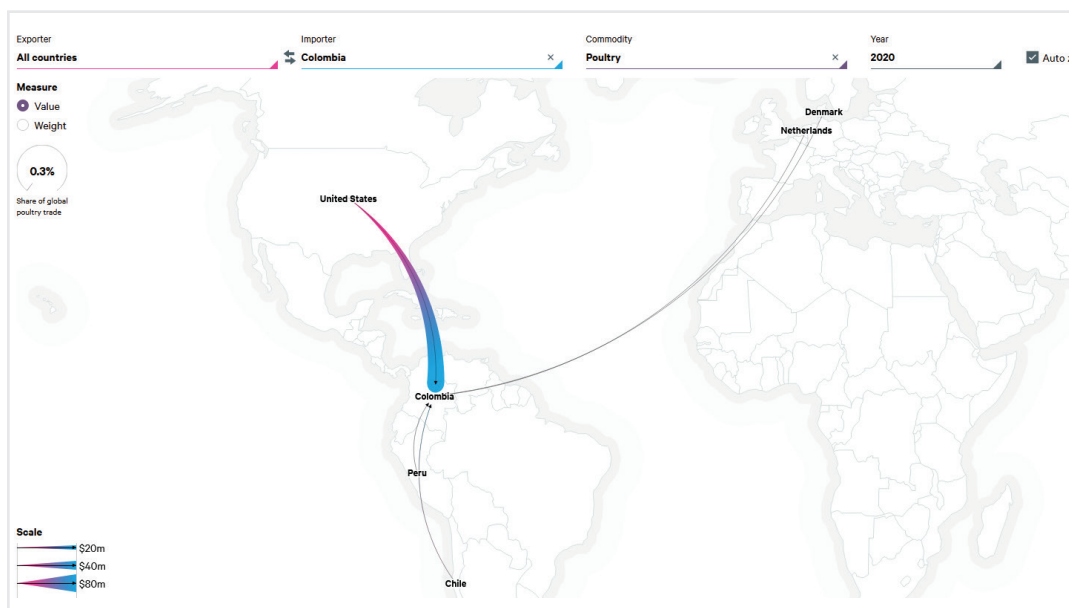 Exporter
All countries
Importer
Colombia
×
Commodity
Poultry
×
Year
2020
Auto z
Measure
Value
Weight
0.3%
Share of global
poultry trade
Denmark
Netherlands
United States
Colombia
Peru
Chile
Scale
$20m
$40m
$80m